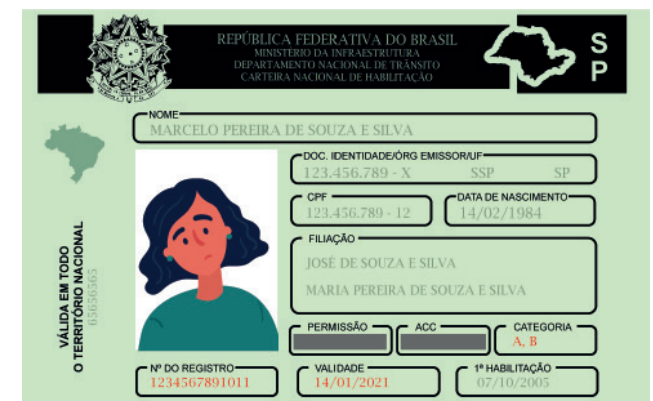 REPÚBLICA FEDERATIVA DO BRASIL
MINISTÉRIO DA INFRAESTRUTURA
DEPARTAMENTO NACIONAL DE TRÂNSITO
CARTEIRA NACIONAL DE HABILITAÇÃO
S
P
NOME
MARCELO PEREIRA DE SOUZA E SILVA
DOC. IDENTIDADE/ÓRG EMISSOR/UF
123.456.789 - X SSP SP
CPF DATA DE NASCIMENTO
123.456.789 - 12 14/02/1984
FILIAÇÃO
JOSÉ DE SOUZA E SILVA
MARIA PEREIRA DE SOUZA E SILVA
PERMISSÃO ACC CATEGORIA
A, B
Nº DO REGISTRO VALIDADE 1ª HABILITAÇÃO
1234567891011 14/01/2021 07/10/2005
VÁLIDA EM TODO
O TERRITÓRIO NACIONAL
65656565